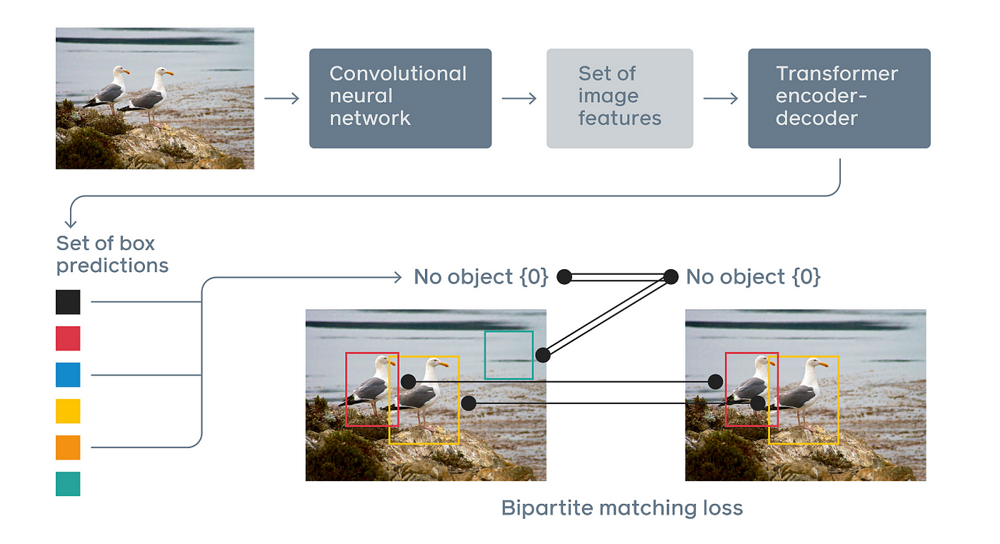 Convolutional
neural
network
Set of
image
features
Transformer
encoder-
decoder
Set of box
predictions
No object {0}
No object {0}
Bipartite matching loss